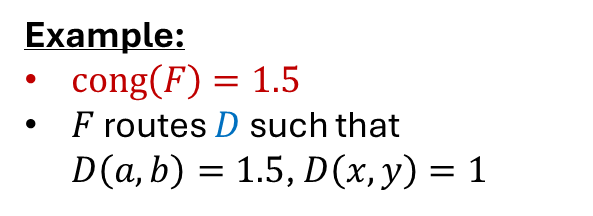 Example:
• cong(F) = 1.5
• F routes D such that
D(a, b) = 1.5, D(x, y) = 1